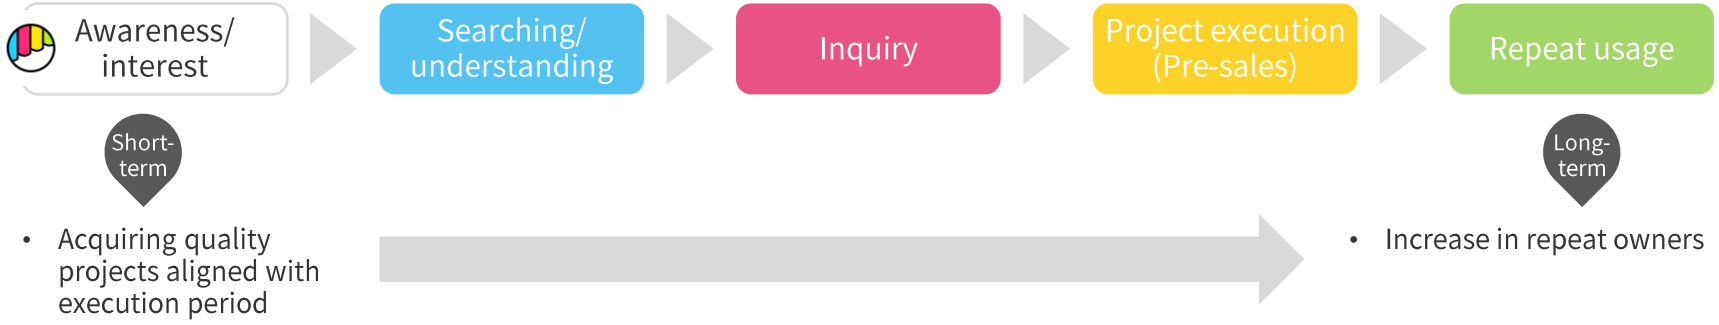 Awareness/
interest
Searching/
understanding
Inquiry
Project execution
(Pre-sales)
Repeat usage
Short-
term
Long-
term
• Acquiring quality
projects aligned with
execution period
• Increase in repeat owners